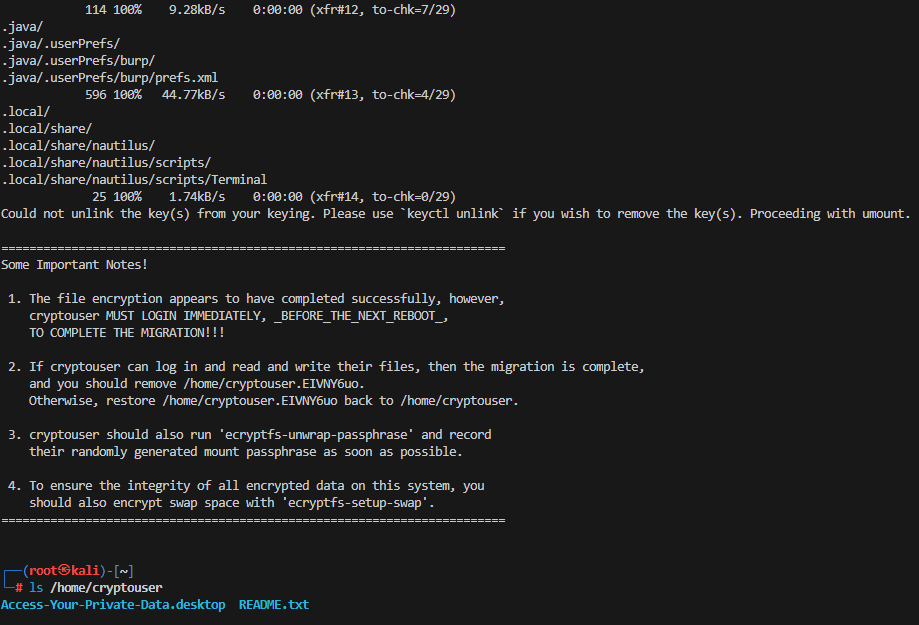 114 100% 9.28kB/s 0:00:00 (xfr#12, to-chk=7/29)
.java/
.java/.userPrefs/
.java/.userPrefs/burp/
.java/.userPrefs/burp/prefs.xml
596 100% 44.77kB/s 0:00:00 (xfr#13, to-chk=4/29)
.local/
.local/share/
.local/share/nautilus/
.local/share/nautilus/scripts/
.local/share/nautilus/scripts/Terminal
25 100% 1.74kB/s 0:00:00 (xfr#14, to-chk=0/29)
Could not unlink the key(s) from your keying. Please use `keyctl unlink` if you wish to remove the key(s). Proceeding with umount.
========================================================================
Some Important Notes!
1. The file encryption appears to have completed successfully, however,
cryptouser MUST LOGIN IMMEDIATELY, _BEFORE_THE_NEXT_REBOOT_,
TO COMPLETE THE MIGRATION!!!
2. If cryptouser can log in and read and write their files, then the migration is complete,
and you should remove /home/cryptouser.EIVNY6uo.
Otherwise, restore /home/cryptouser.EIVNY6uo back to /home/cryptouser.
3. cryptouser should also run 'ecryptfs-unwrap-passphrase' and record
their randomly generated mount passphrase as soon as possible.
4. To ensure the integrity of all encrypted data on this system, you
should also encrypt swap space with 'ecryptfs-setup-swap'.
========================================================================
┌──(root㉿kali)-[~]
└─# ls /home/cryptouser
Access-Your-Private-Data.desktop README.txt